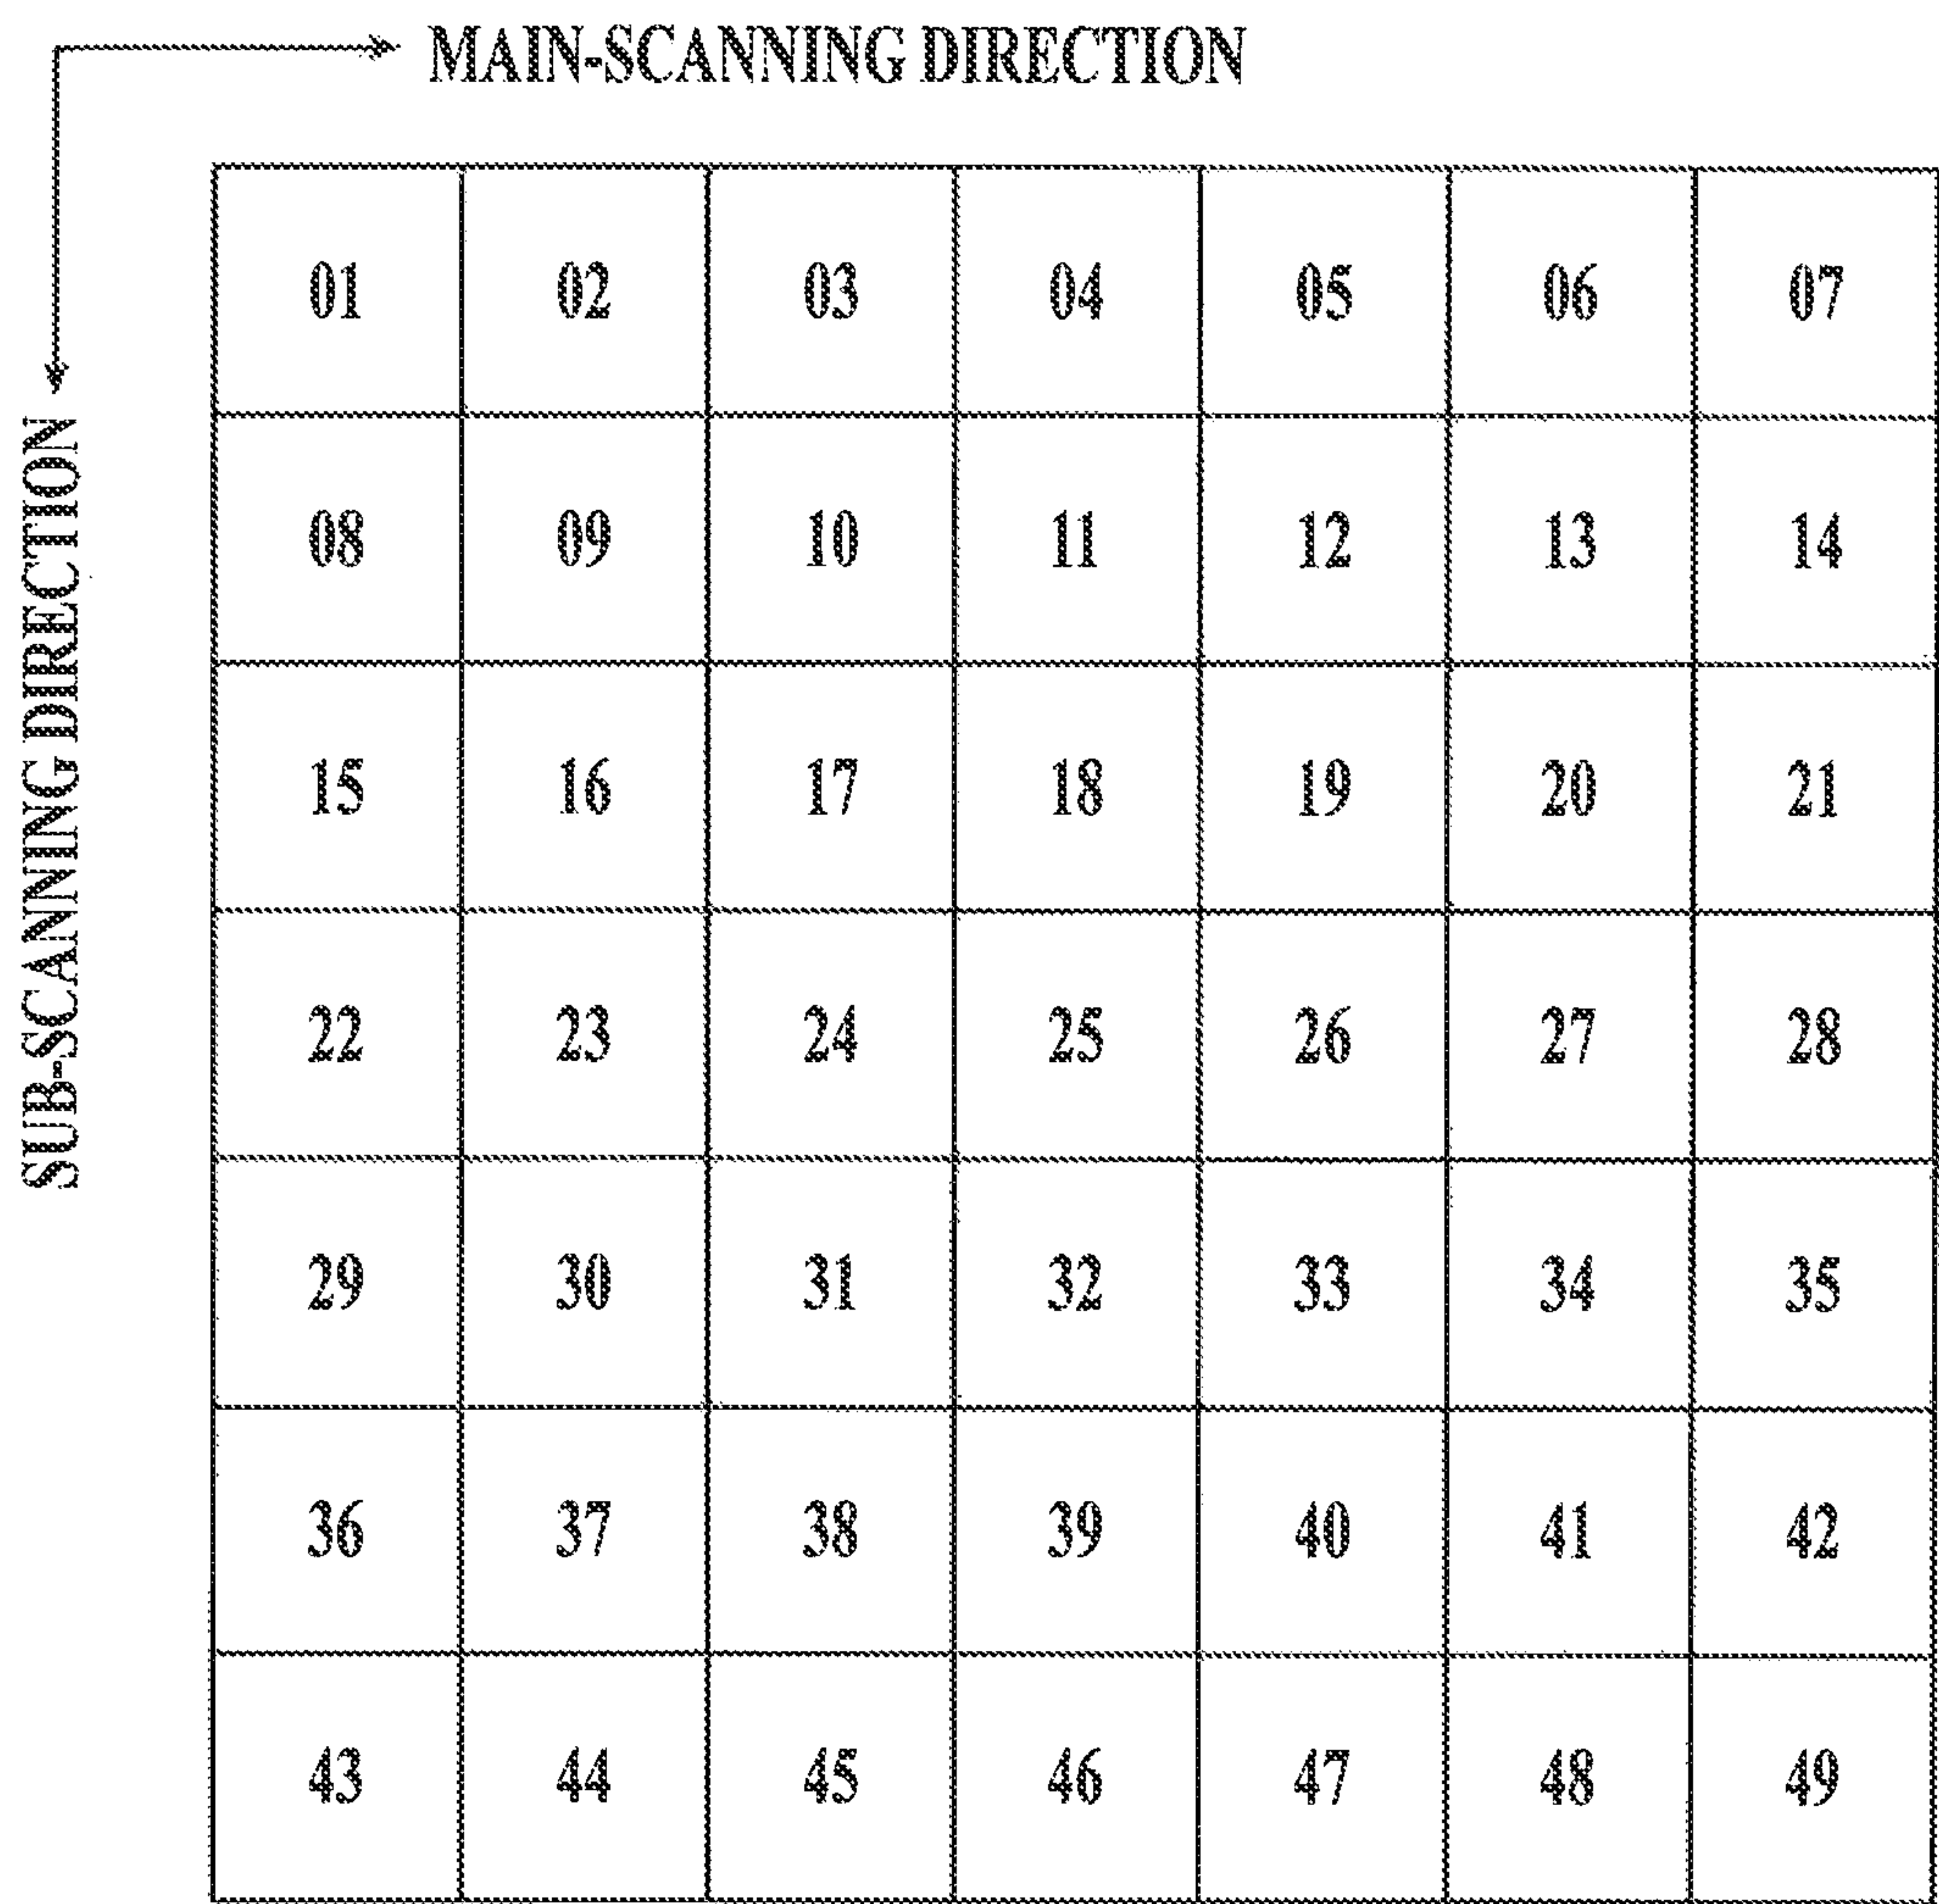 MAIN-SCANNING DIRECTION
SUB-SCANNING DIRECTION
01 02 03 04 05 06 07
08 09 10 11 12 13 14
15 16 17 18 19 20 21
22 23 24 25 26 27 28
29 30 31 32 33 34 35
36 37 38 39 40 41 42
43 44 45 46 47 48 49